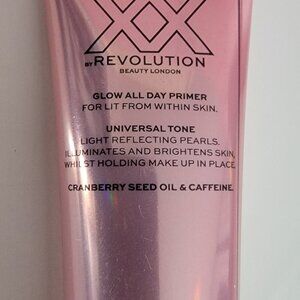 XX
BY REVOLUTION
BEAUTY LONDON
GLOW ALL DAY PRIMER
FOR LIT FROM WITHIN SKIN.
UNIVERSAL TONE
LIGHT REFLECTING PEARLS.
ILLUMINATES AND BRIGHTENS SKIN,
WHILST HOLDING MAKE UP IN PLACE.
CRANBERRY SEED OIL & CAFFEINE.